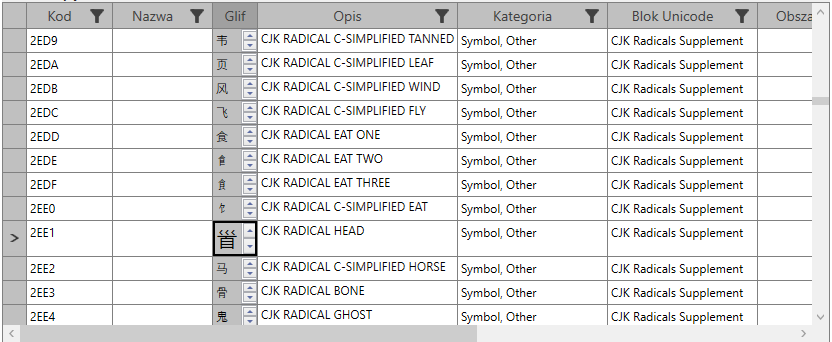 Kod Nazwa Glif Opis Kategoria Blok Unicode Obsza
2ED9 ⻙ CJK RADICAL C-SIMPLIFIED TANNED Symbol, Other CJK Radicals Supplement
2EDA ⻚ CJK RADICAL C-SIMPLIFIED LEAF Symbol, Other CJK Radicals Supplement
2EDB ⻛ CJK RADICAL C-SIMPLIFIED WIND Symbol, Other CJK Radicals Supplement
2EDC ⻜ CJK RADICAL C-SIMPLIFIED FLY Symbol, Other CJK Radicals Supplement
2EDD ⻝ CJK RADICAL EAT ONE Symbol, Other CJK Radicals Supplement
2EDE ⻞ CJK RADICAL EAT TWO Symbol, Other CJK Radicals Supplement
2EDF ⻟ CJK RADICAL EAT THREE Symbol, Other CJK Radicals Supplement
2EE0 ⻠ CJK RADICAL C-SIMPLIFIED EAT Symbol, Other CJK Radicals Supplement
2EE1 ⻡ CJK RADICAL HEAD Symbol, Other CJK Radicals Supplement
2EE2 ⻢ CJK RADICAL C-SIMPLIFIED HORSE Symbol, Other CJK Radicals Supplement
2EE3 ⻣ CJK RADICAL BONE Symbol, Other CJK Radicals Supplement
2EE4 ⻤ CJK RADICAL GHOST Symbol, Other CJK Radicals Supplement